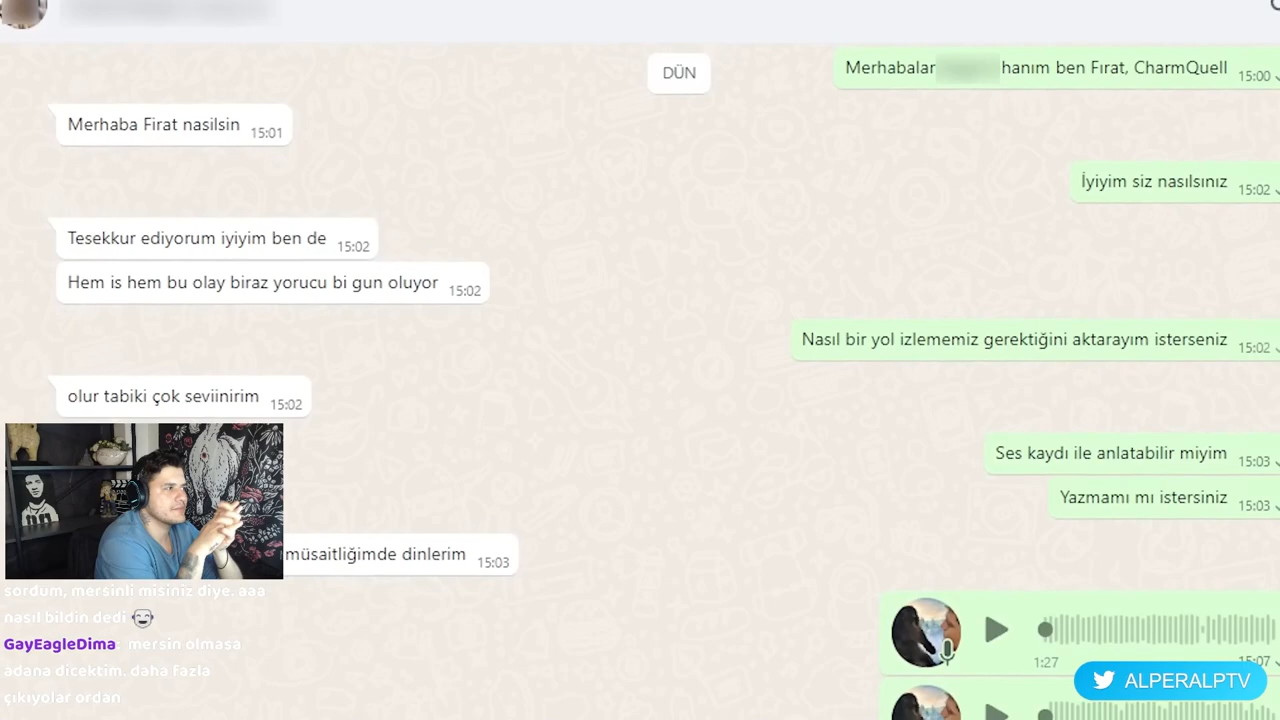 DÜN
Merhabalar hanım ben Fırat, CharmQuell 15:00
Merhaba Firat nasilsin 15:01
İyiyim siz nasılsınız 15:02
Tesekkur ediyorum iyiyim ben de 15:02
Hem is hem bu olay biraz yorucu bi gun oluyor 15:02
Nasıl bir yol izlememiz gerektiğini aktarayım isterseniz 15:02
olur tabiki çok seviinirim 15:02
Ses kaydı ile anlatabilir miyim 15:03
Yazmamı mı istersiniz 15:03
müsaitliğimde dinlerim 15:03
sordum, mersinli misiniz diye. aaa
nasıl bildin dedi
GayEagleDima: mersin olmasa
adana dicektim. daha fazla
çıkıyolar ordan
1:27
15:07
ALPERALPTV